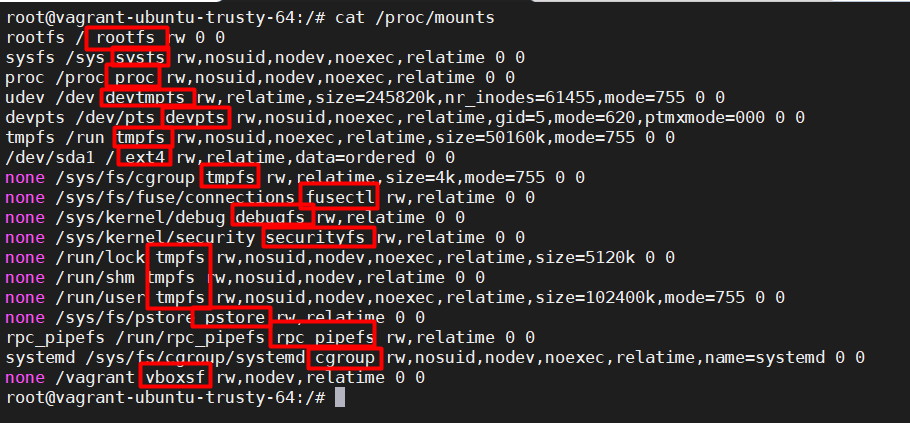 root@vagrant-ubuntu-trusty-64:/# cat /proc/mounts
rootfs / rootfs rw 0 0
sysfs /sys sysfs rw,nosuid,nodev,noexec,relatime 0 0
proc /proc proc rw,nosuid,nodev,noexec,relatime 0 0
udev /dev devtmpfs rw,relatime,size=245820k,nr_inodes=61455,mode=755 0 0
devpts /dev/pts devpts rw,nosuid,noexec,relatime,gid=5,mode=620,ptmxmode=000 0 0
tmpfs /run tmpfs rw,nosuid,noexec,relatime,size=50160k,mode=755 0 0
/dev/sda1 / ext4 rw,relatime,data=ordered 0 0
none /sys/fs/cgroup tmpfs rw,relatime,size=4k,mode=755 0 0
none /sys/fs/fuse/connections fusectl rw,relatime 0 0
none /sys/kernel/debug debugfs rw,relatime 0 0
none /sys/kernel/security securityfs rw,relatime 0 0
none /run/lock tmpfs rw,nosuid,nodev,noexec,relatime,size=5120k 0 0
none /run/shm tmpfs rw,nosuid,nodev,relatime 0 0
none /run/user tmpfs rw,nosuid,nodev,noexec,relatime,size=102400k,mode=755 0 0
none /sys/fs/pstore pstore rw,relatime 0 0
rpc_pipefs /run/rpc_pipefs rpc_pipefs rw,relatime 0 0
systemd /sys/fs/cgroup/systemd cgroup rw,nosuid,nodev,noexec,relatime,name=systemd 0 0
none /vagrant vboxsf rw,nodev,relatime 0 0
root@vagrant-ubuntu-trusty-64:/#